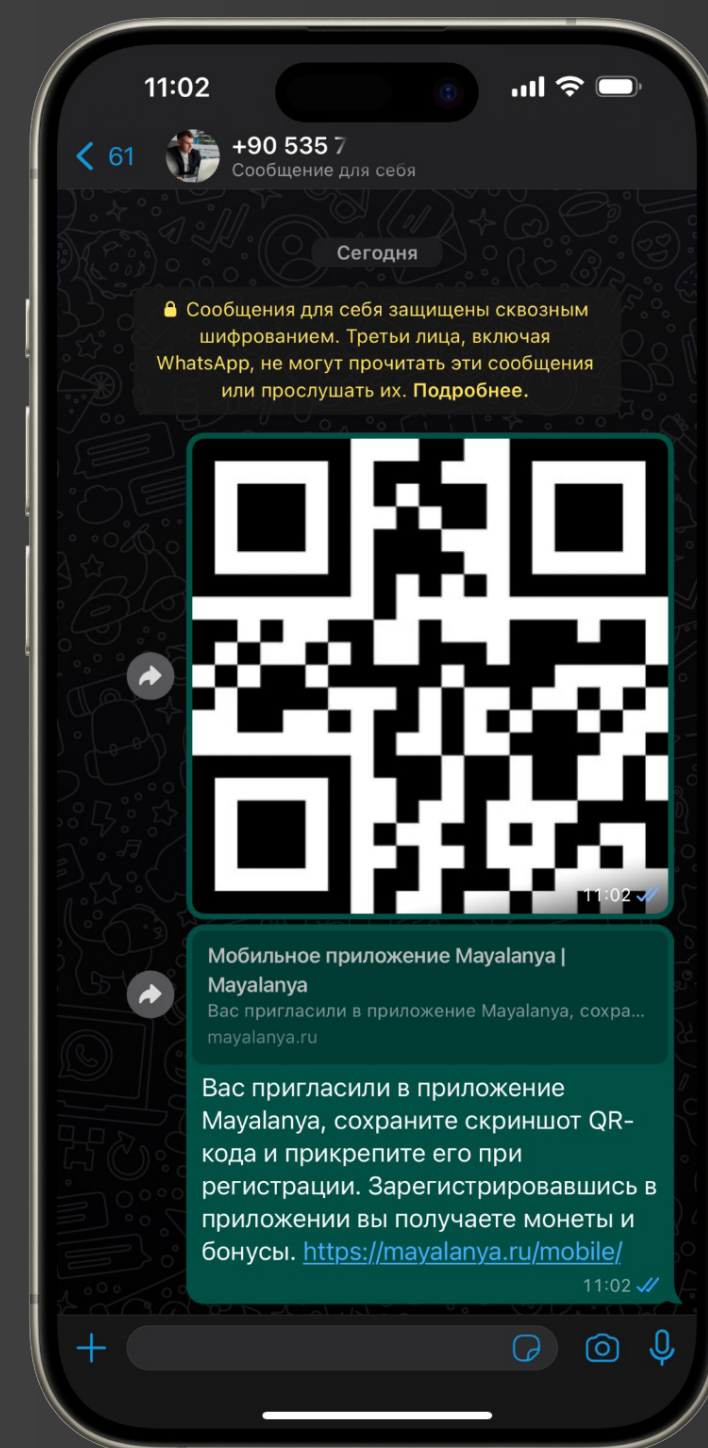 11:02
61
+90 535 7
Сообщение для себя
Сегодня
Сообщения для себя защищены сквозным
шифрованием. Третьи лица, включая
WhatsApp, не могут прочитать эти сообщения
или прослушать их. Подробнее.
11:02
Мобильное приложение Mayalanya |
Mayalanya
Вас пригласили в приложение Mayalanya, сохра...
mayalanya.ru
Вас пригласили в приложение
Mayalanya, сохраните скриншот QR-
кода и прикрепите его при
регистрации. Зарегистрировавшись в
приложении вы получаете монеты и
бонусы. https://mayalanya.ru/mobile/
11:02